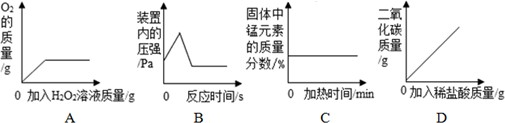 O₂的质量/g
0 加入H₂O₂溶液质量/g
A
装置内的压强/Pa
0 反应时间/s
B
固体中锰元素的质量分数/%
0 加热时间/min
C
二氧化碳质量/g
0 加入稀盐酸质量/g
D